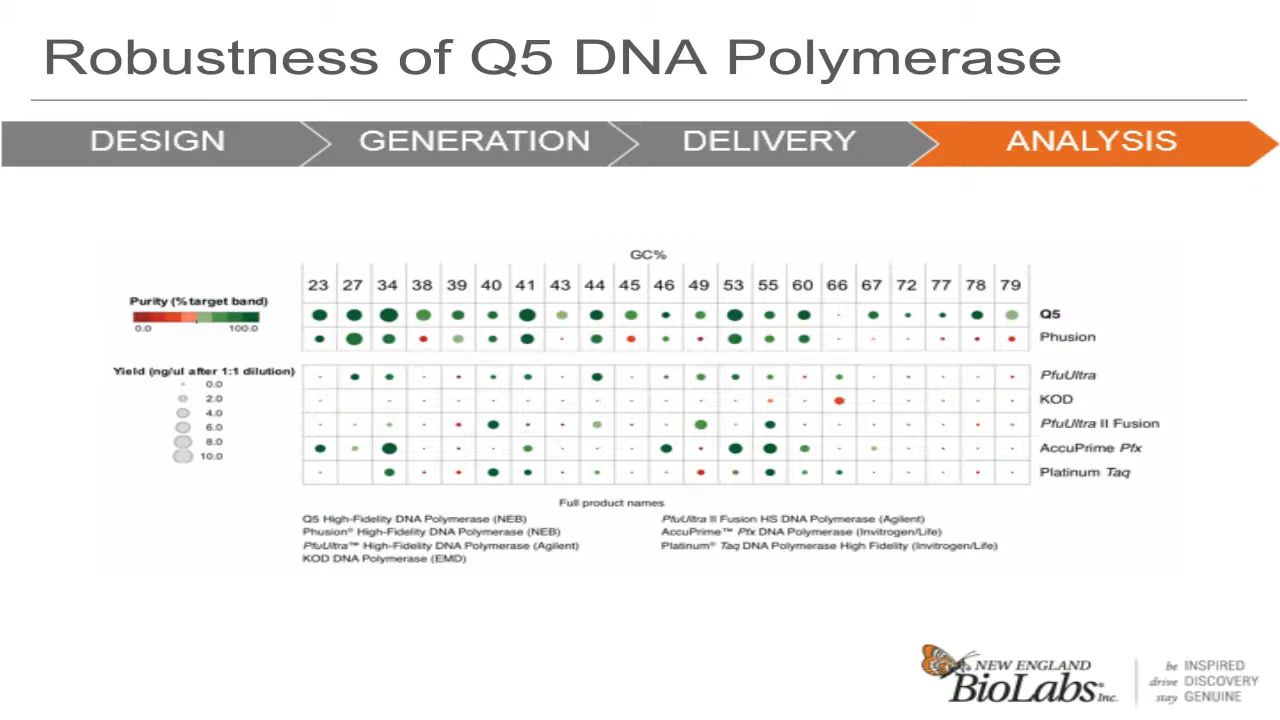 Robustness of Q5 DNA Polymerase
DESIGN
GENERATION
DELIVERY
ANALYSIS
GC%
23 27 34 38 39 40 41 43 44 45 46 49 53 55 60 66 67 72 77 78 79
Purity (% target band)
0.0 100.0
Q5
Phusion
Yield (ng/ul after 1:1 dilution)
0.0
2.0
4.0
6.0
8.0
10.0
PfuUltra
KOD
PfuUltra II Fusion
AccuPrime Pfx
Platinum Taq
Full product names
Q5 High-Fidelity DNA Polymerase (NEB)
Phusion® High-Fidelity DNA Polymerase (NEB)
PfuUltra™ High-Fidelity DNA Polymerase (Agilent)
KOD DNA Polymerase (EMD)
PfuUltra II Fusion HS DNA Polymerase (Agilent)
AccuPrime™ Pfx DNA Polymerase (Invitrogen/Life)
Platinum® Taq DNA Polymerase High Fidelity (Invitrogen/Life)
NEW ENGLAND
BioLabs® Inc.
be INSPIRED
drive DISCOVERY
stay GENUINE